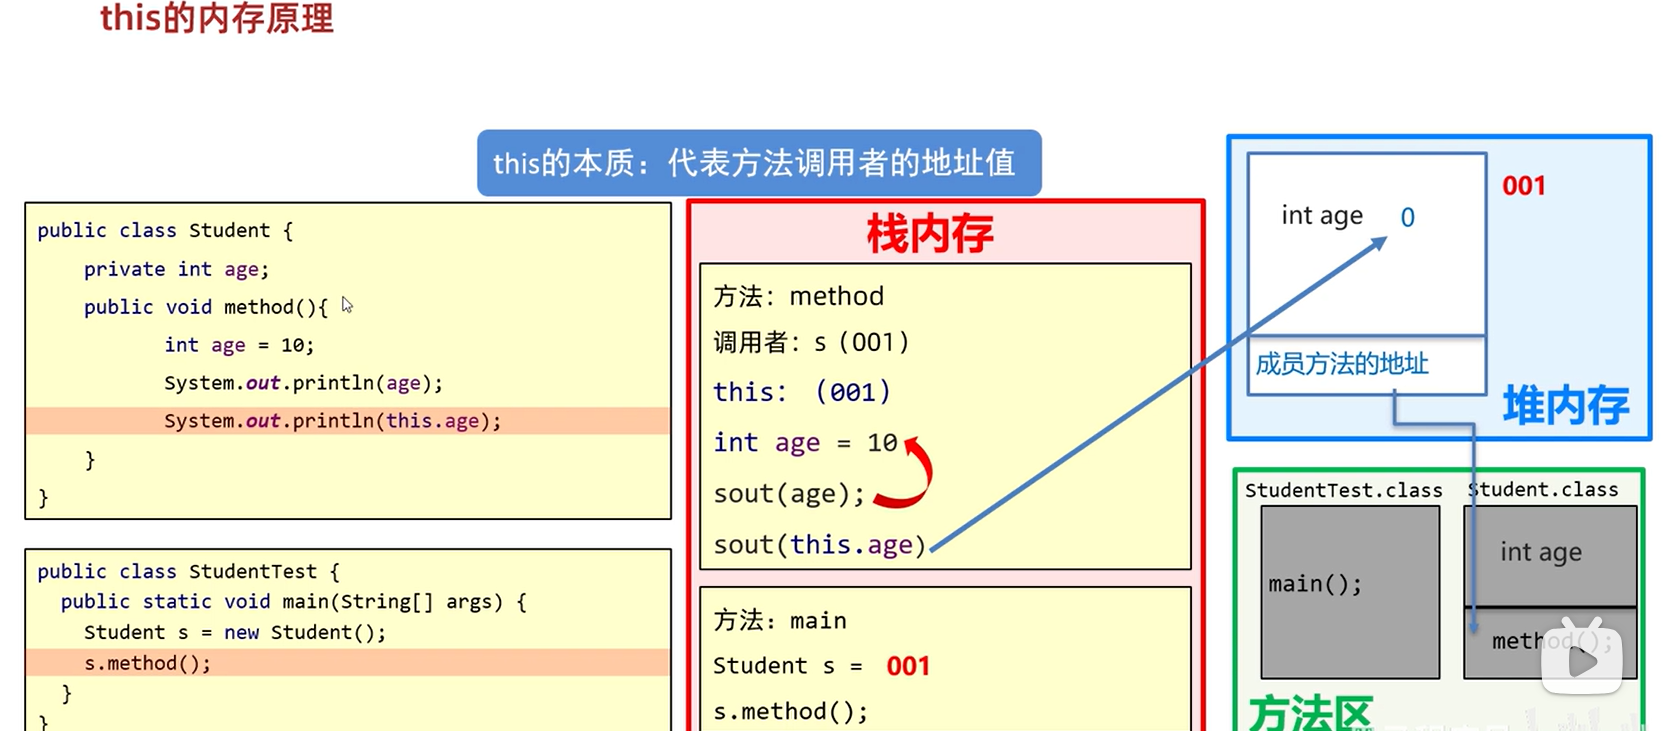 this的内存原理
this的本质：代表方法调用者的地址值
public class Student {
private int age;
public void method(){
int age = 10;
System.out.println(age);
System.out.println(this.age);
}
}
public class StudentTest {
public static void main(String[] args) {
Student s = new Student();
s.method();
}
}
栈内存
方法：method
调用者：s（001）
this：（001）
int age = 10
sout(age);
sout(this.age)
方法：main
Student s = 001
s.method();
int age 0
001
成员方法的地址
堆内存
StudentTest.class
main();
Student.class
int age
method();
方法区